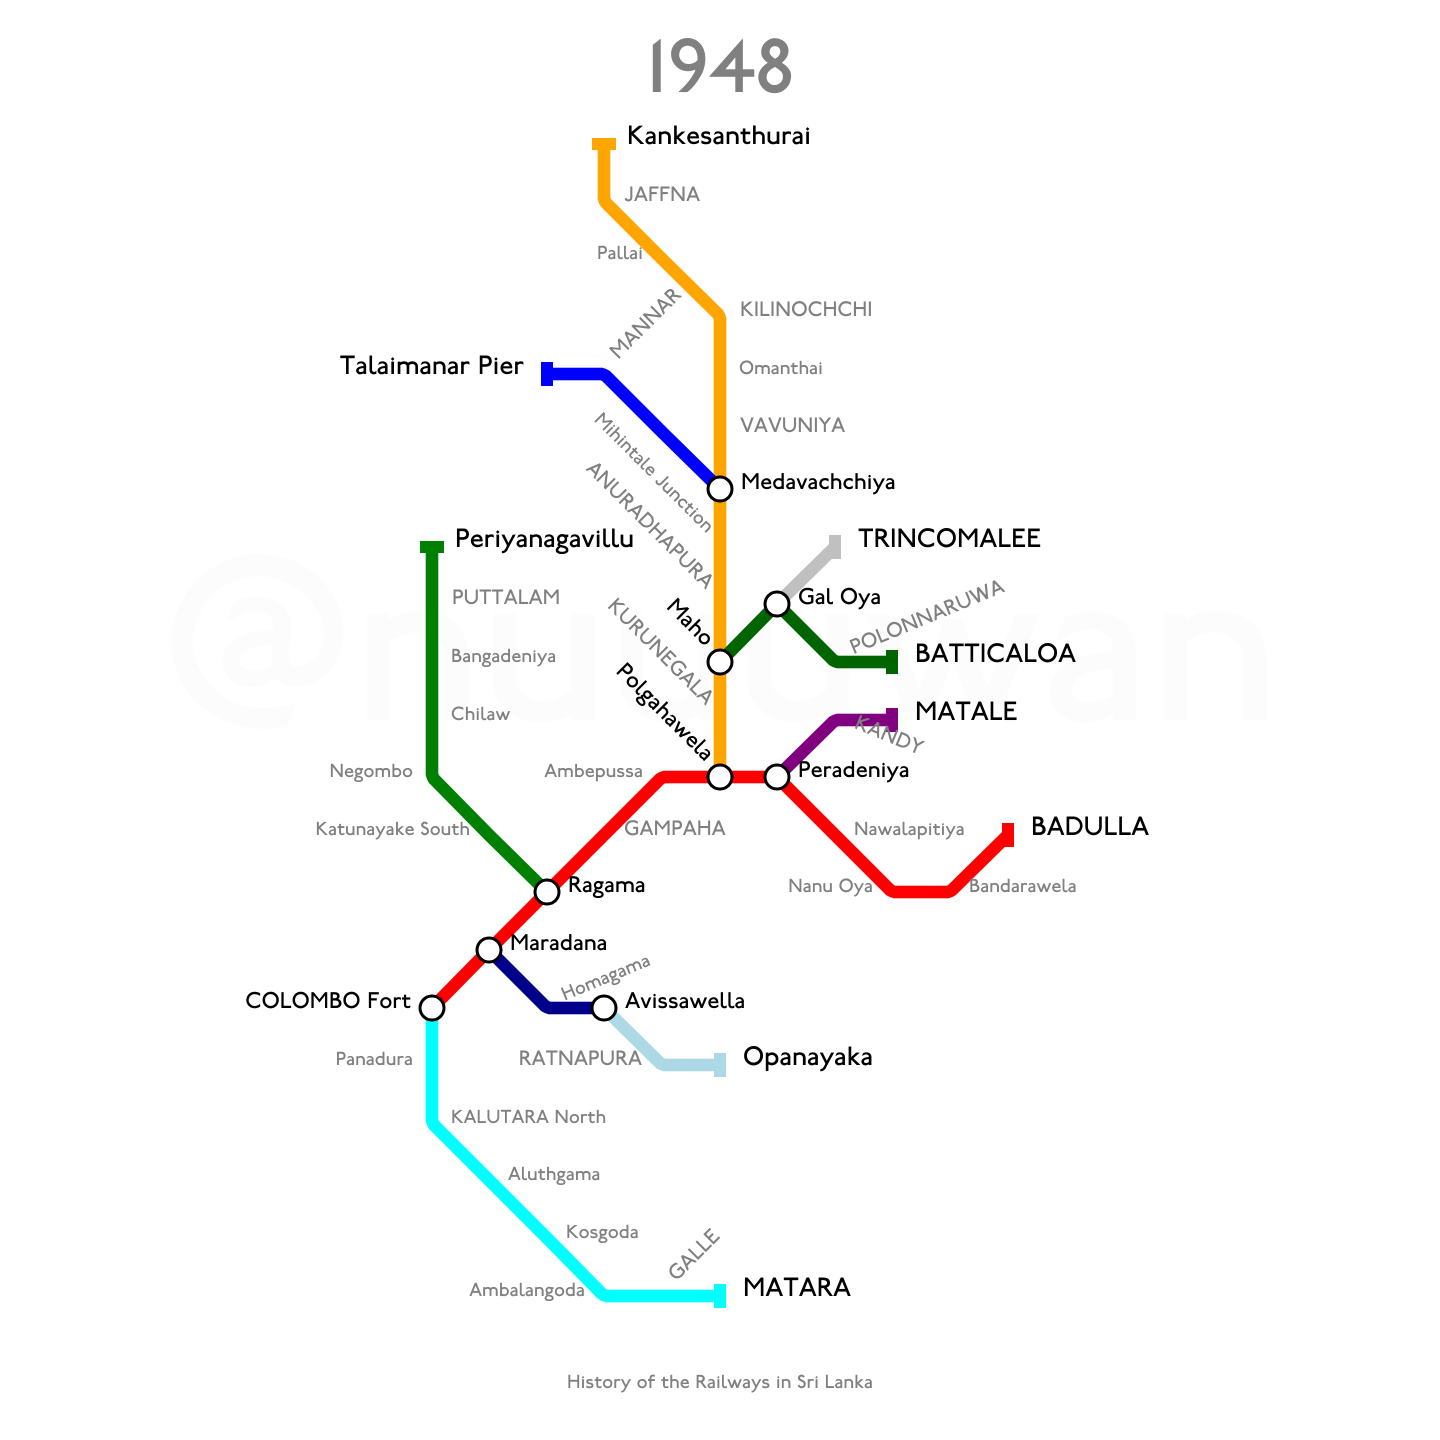 1948
Kankesanthurai
JAFFNA
Pallai
MANNAR
KILINOCHCHI
Talaimanar Pier
Omanthai
Mihintale Junction
VAVUNIYA
ANURADHAPURA
Medavachchiya
Periyanagavillu
TRINCOMALEE
PUTTALAM
Maho
Gal Oya
POLONNARUWA
KURUNEGALA
Bangadeniya
BATTICALOA
Polgahawela
Chilaw
MATALE
KANDY
Negombo
Ambepussa
Peradeniya
Katunayake South
GAMPAHA
Nawalapitiya
BADULLA
Ragama
Nanu Oya
Bandarawela
Maradana
Homagama
COLOMBO Fort
Avissawella
Panadura
RATNAPURA
Opanayaka
KALUTARA North
Aluthgama
Kosgoda
GALLE
Ambalangoda
MATARA
History of the Railways in Sri Lanka